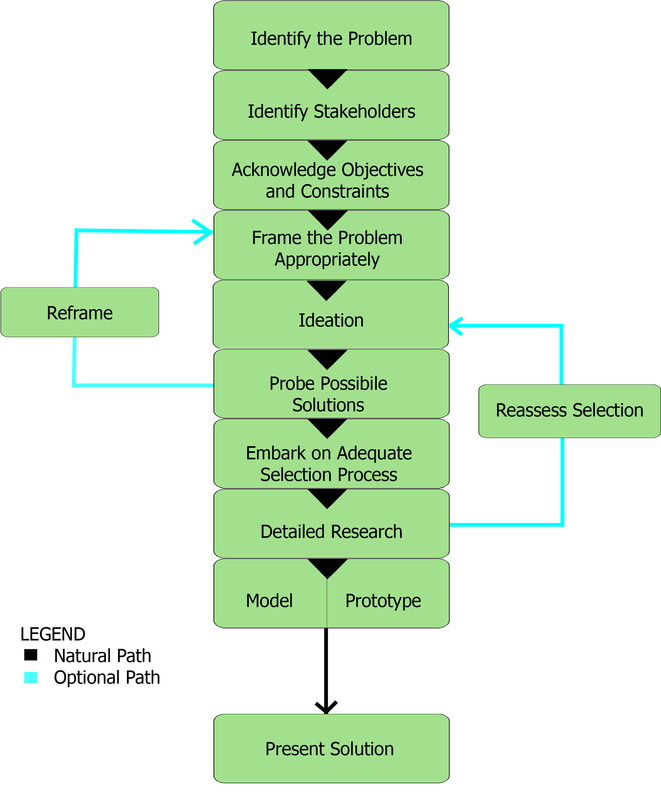 Identify the Problem
Identify Stakeholders
Acknowledge Objectives
and Constraints
Frame the Problem
Appropriately
Reframe
Ideation
Probe Possibile
Solutions
Reassess Selection
Embark on Adequate
Selection Process
Detailed Research
Model
Prototype
LEGEND
Natural Path
Optional Path
Present Solution